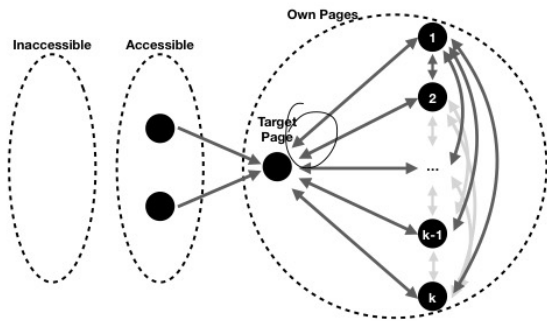 Own Pages
Inaccessible
Accessible
1
2
Target
Page
...
k-1
k